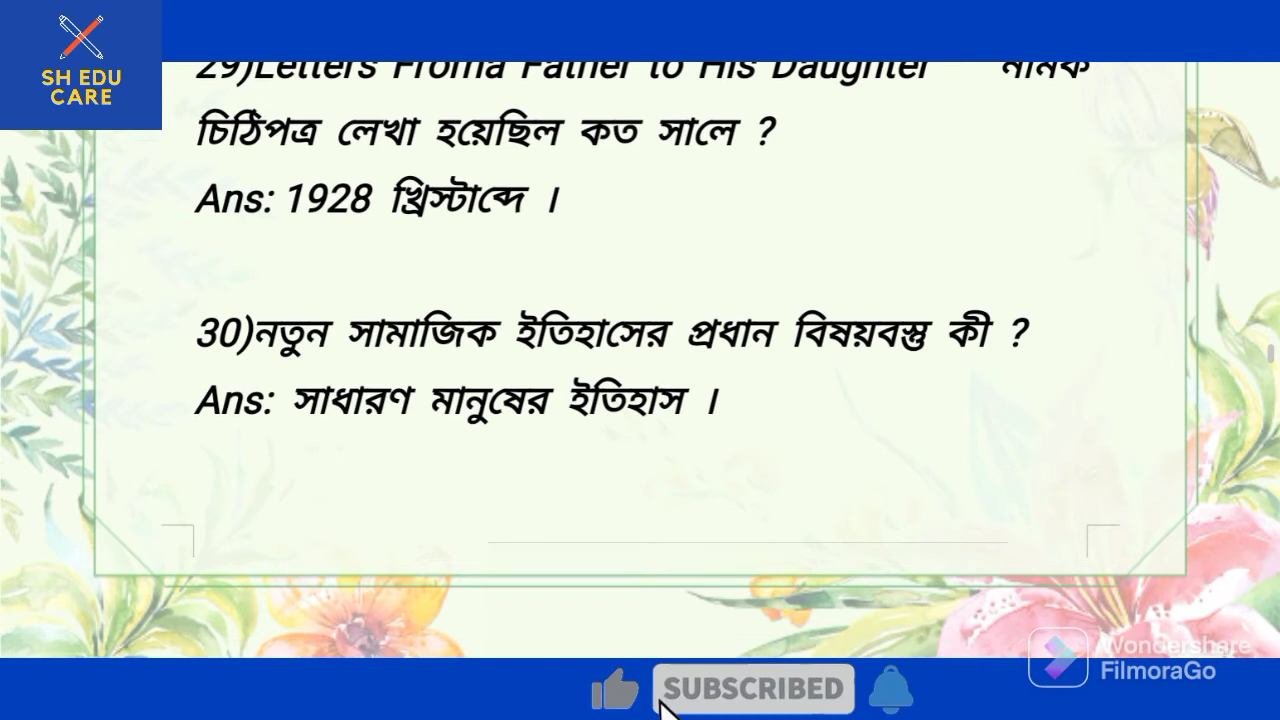 SH EDU
CARE
29)Letters Froma Father to His Daughter নামক
চিঠিপত্র লেখা হয়েছিল কত সালে ?
Ans: 1928 খ্রিস্টাব্দে ।
30)নতুন সামাজিক ইতিহাসের প্রধান বিষয়বস্তু কী ?
Ans: সাধারণ মানুষের ইতিহাস ।
Wondershare
FilmoraGo
SUBSCRIBED